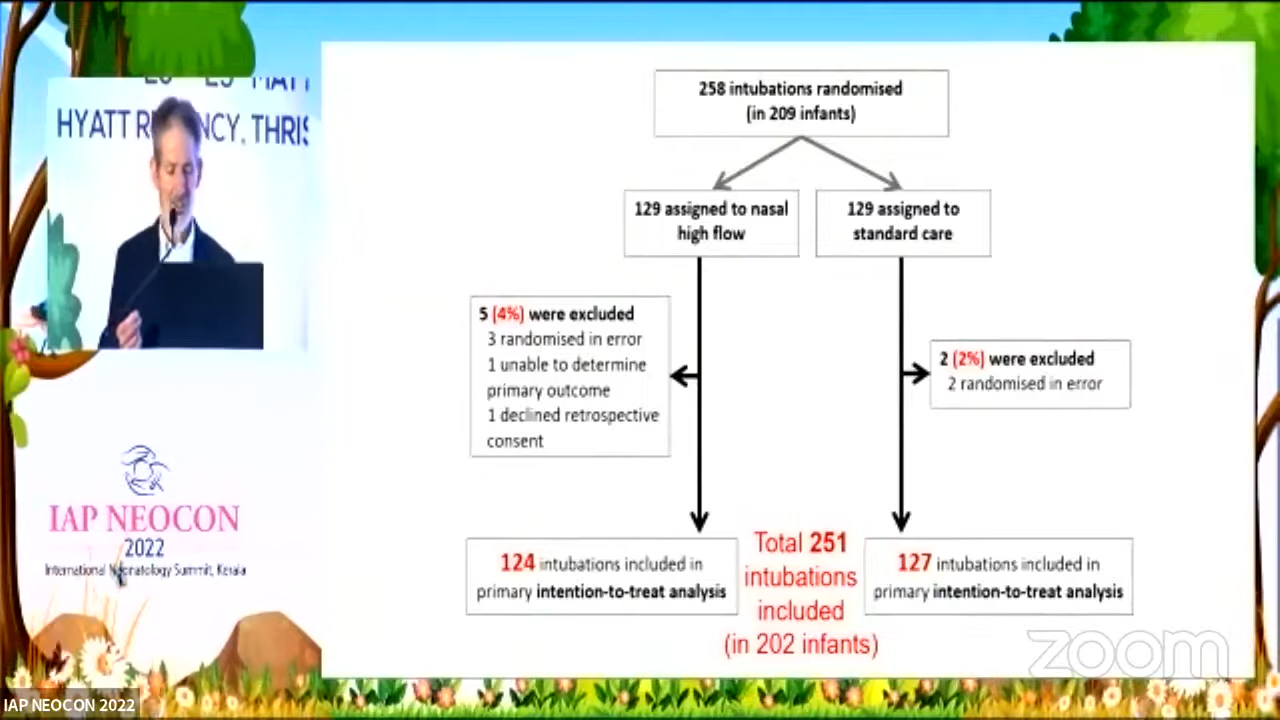 HYATT R
NCY, THRIS
258 intubations randomised
(in 209 infants)
129 assigned to nasal
high flow
129 assigned to
standard care
5 (4%) were excluded
3 randomised in error
1 unable to determine
primary outcome
1 declined retrospective
consent
2 (2%) were excluded
2 randomised in error
124 intubations included in
primary intention-to-treat analysis
Total 251
intubations
included
(in 202 infants)
127 intubations included in
primary intention-to-treat analysis
IAP NEOCON
2022
International Neonatology Summit, Kerala
zoom
IAP NEOCON 2022